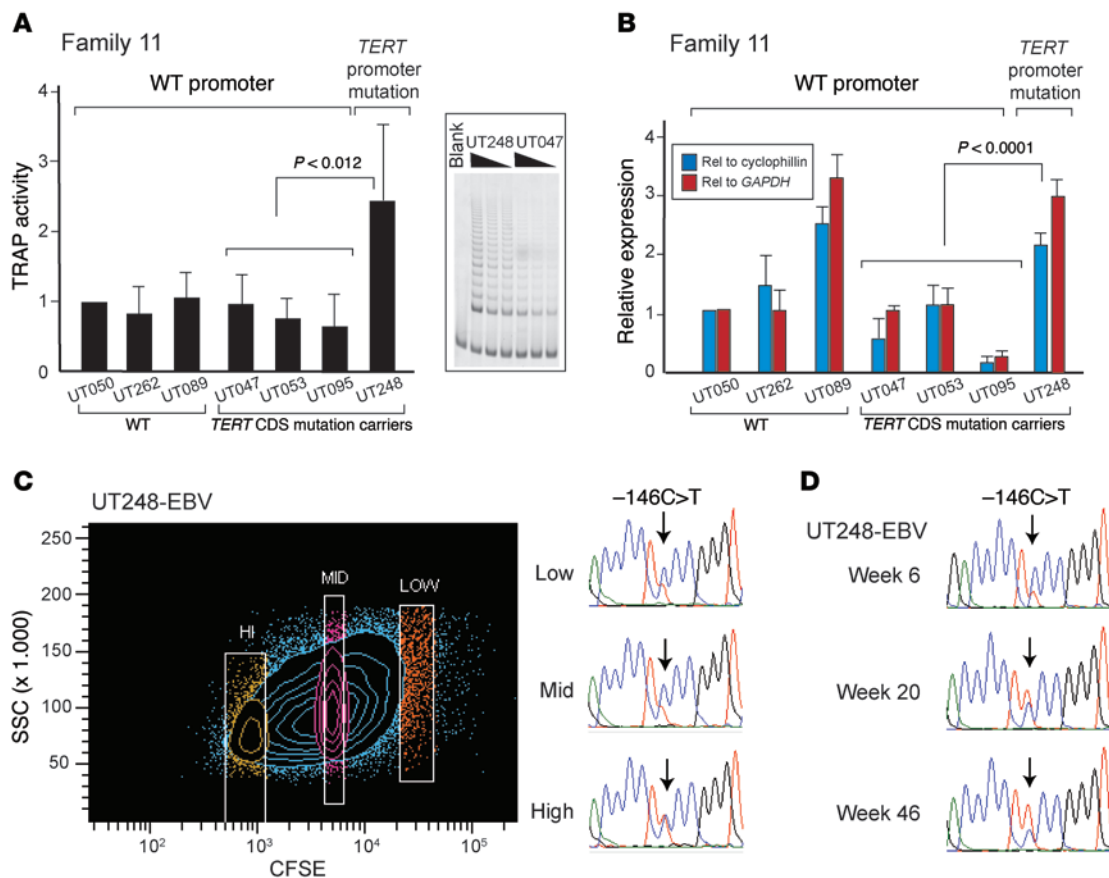 A
Family 11
WT promoter
TERT
promoter
mutation
4
3
2
1
0
TRAP activity
P < 0.012
UT050
UT262
UT089
UT047
UT053
UT095
UT248
WT
TERT CDS mutation carriers
Blank
UT248
UT047
B
Family 11
WT promoter
TERT
promoter
mutation
4
3
2
1
0
Relative expression
Rel to cyclophillin
Rel to GAPDH
P < 0.0001
UT050
UT262
UT089
UT047
UT053
UT095
UT248
WT
TERT CDS mutation carriers
C
UT248-EBV
250
200
150
100
50
SSC (x 1.000)
HI
MID
LOW
10²
10³
10⁴
10⁵
CFSE
–146C>T
Low
Mid
High
D
–146C>T
UT248-EBV
Week 6
Week 20
Week 46